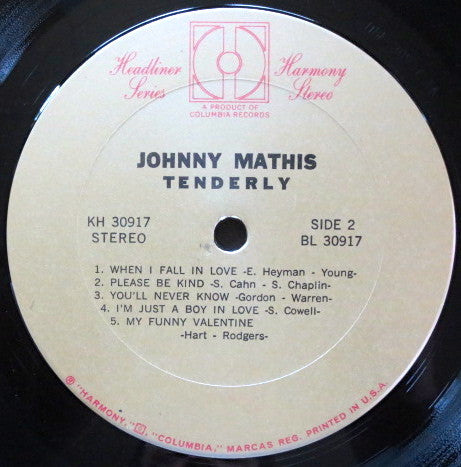 Headliner Series
Harmony Stereo
A PRODUCT OF
COLUMBIA RECORDS
JOHNNY MATHIS
TENDERLY
KH 30917
STEREO
SIDE 2
BL 30917
1. WHEN I FALL IN LOVE -E. Heyman - Young-
2. PLEASE BE KIND -S. Cahn - S. Chaplin-
3. YOU'LL NEVER KNOW -Gordon - Warren-
4. I'M JUST A BOY IN LOVE -S. Cowell-
5. MY FUNNY VALENTINE
-Hart - Rodgers-
℗, "HARMONY," "COLUMBIA," MARCAS REG. PRINTED IN U.S.A.